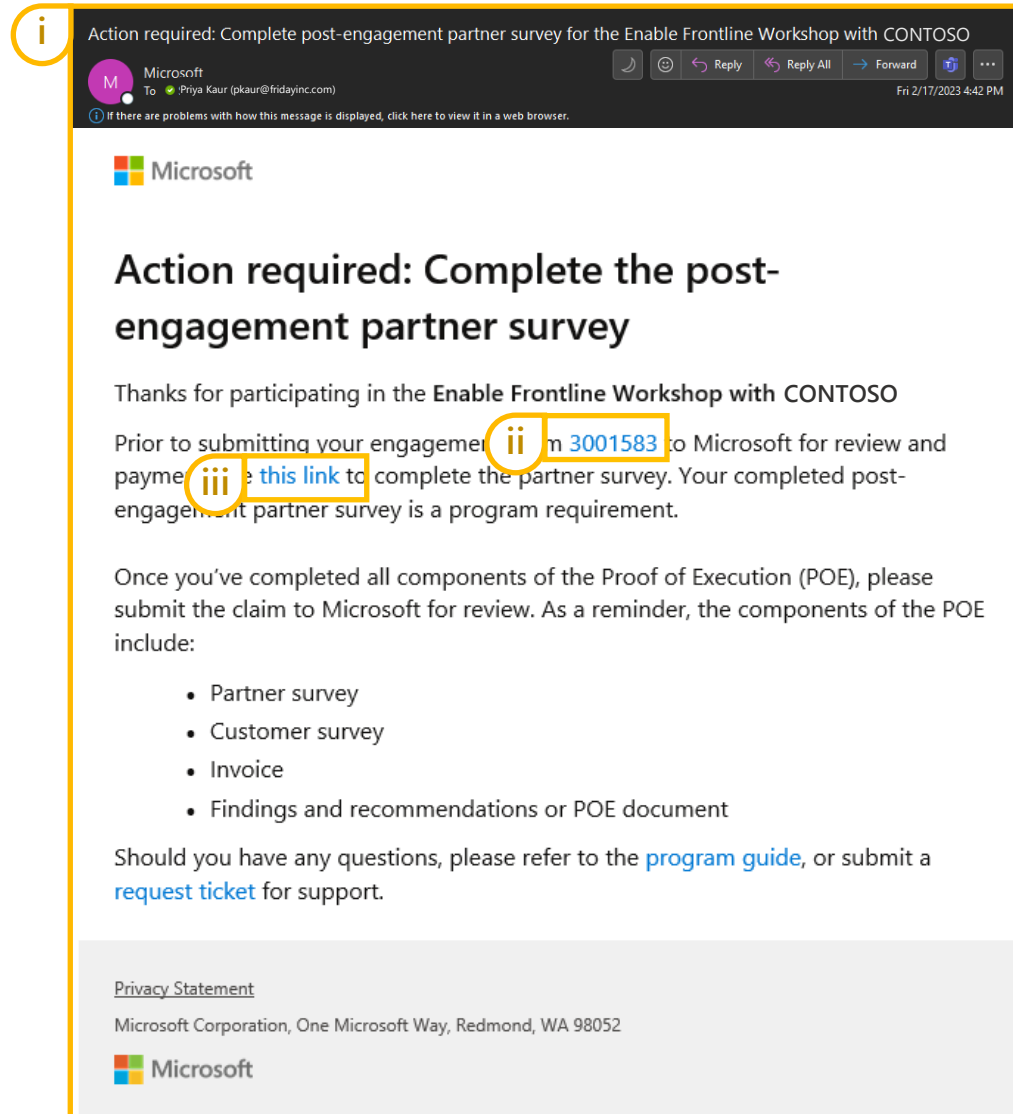 i
Action required: Complete post-engagement partner survey for the Enable Frontline Workshop with CONTOSO
M
Microsoft
To Priya Kaur (pkaur@fridayinc.com)
Reply
Reply All
Forward
Fri 2/17/2023 4:42 PM
If there are problems with how this message is displayed, click here to view it in a web browser.
Microsoft
Action required: Complete the post-
engagement partner survey
Thanks for participating in the Enable Frontline Workshop with CONTOSO
Prior to submitting your engagemen ii m 3001583 to Microsoft for review and
payme iii e this link to complete the partner survey. Your completed post-
engagement partner survey is a program requirement.
Once you've completed all components of the Proof of Execution (POE), please
submit the claim to Microsoft for review. As a reminder, the components of the POE
include:
• Partner survey
• Customer survey
• Invoice
• Findings and recommendations or POE document
Should you have any questions, please refer to the program guide, or submit a
request ticket for support.
Privacy Statement
Microsoft Corporation, One Microsoft Way, Redmond, WA 98052
Microsoft